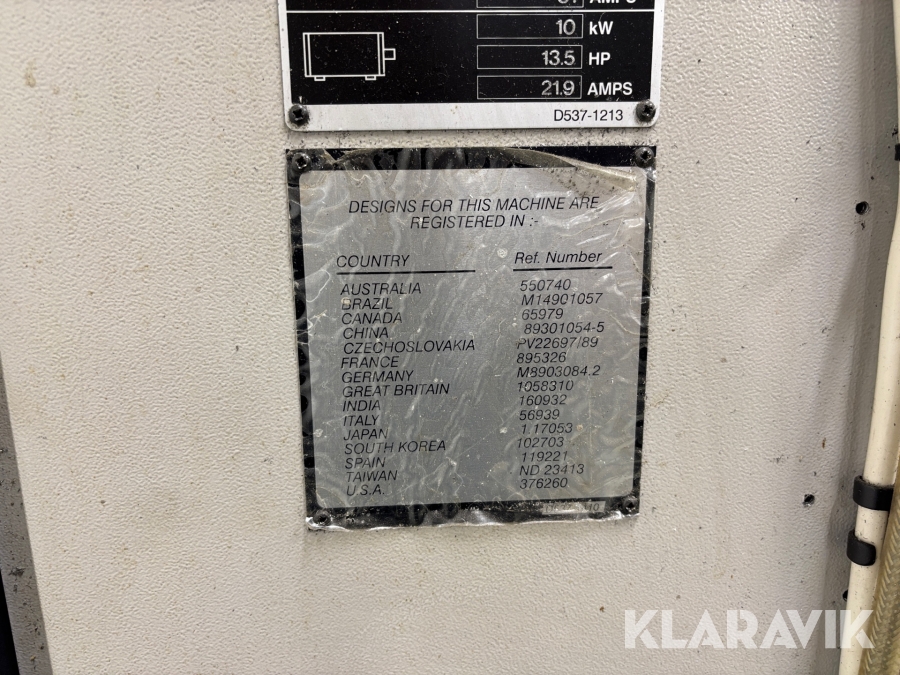 AMPS
10 kW
13.5 HP
21.9 AMPS
D537-1213
DESIGNS FOR THIS MACHINE ARE
REGISTERED IN :-
COUNTRY Ref. Number
AUSTRALIA 550740
BRAZIL M14901057
CANADA 65979
CHINA 89301054-5
CZECHOSLOVAKIA PV22697/89
FRANCE 895326
GERMANY M8903084.2
GREAT BRITAIN 1058310
INDIA 160932
ITALY 56939
JAPAN 1.17053
SOUTH KOREA 102703
SPAIN 119221
TAIWAN ND 23413
U.S.A. 376260
KLARAVIK